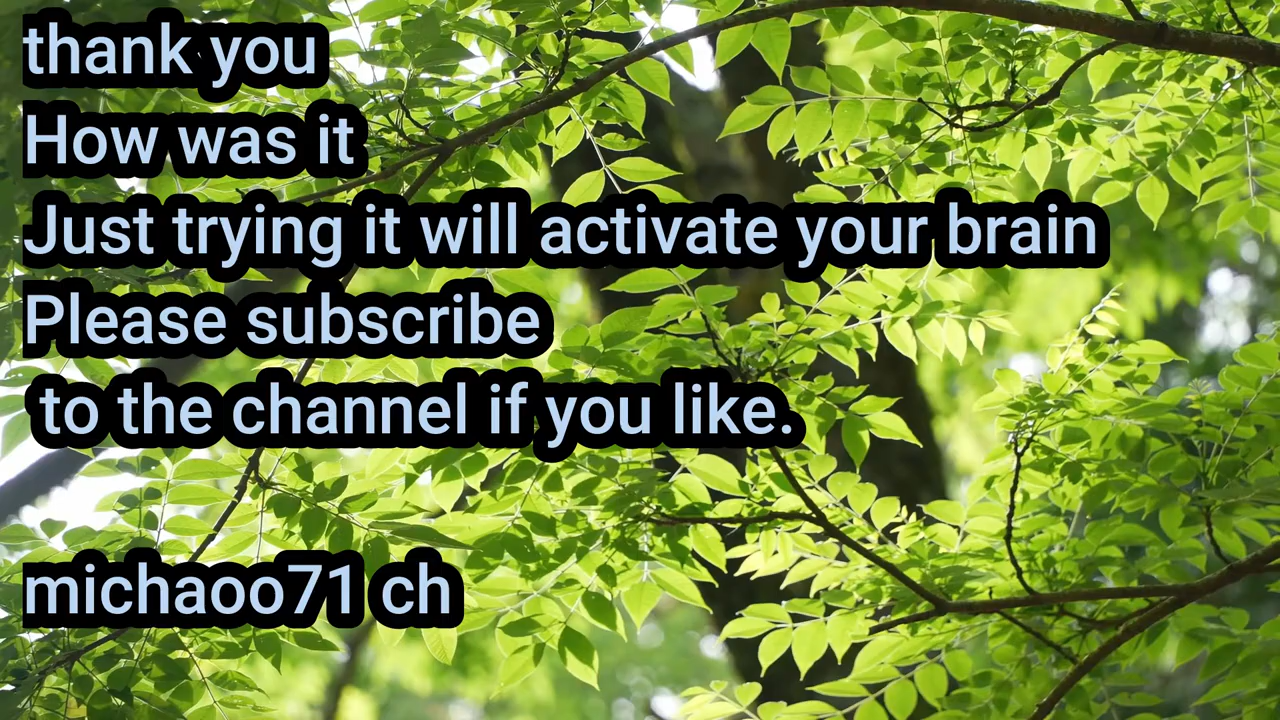 thank you
How was it
Just trying it will activate your brain
Please subscribe
to the channel if you like.
michaoo71 ch